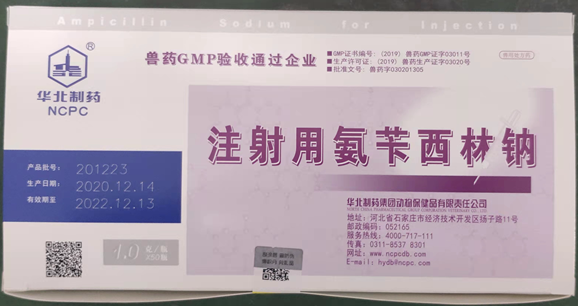 Ampicillin Sodium for Injection
华北制药
NCPC
兽药GMP验收通过企业
■GMP证书编号：(2019) 兽药GMP证字03011号
■生产许可证：(2019) 兽药生产证字03020号
■批准文号：兽药字030201305
注射用氨苄西林钠
产品批号：201223
生产日期：2020.12.14
有效期至 2022.12.13
1.0克/瓶
X50瓶
华北制药集团动物保健品有限责任公司
地址：河北省石家庄市经济技术开发区扬子路11号
邮政编码：052165
服务热线：4000-717-111
传真：0311-8537 8301
网址：www.ncpcdb.com
E-mail：hydb@ncpc.com